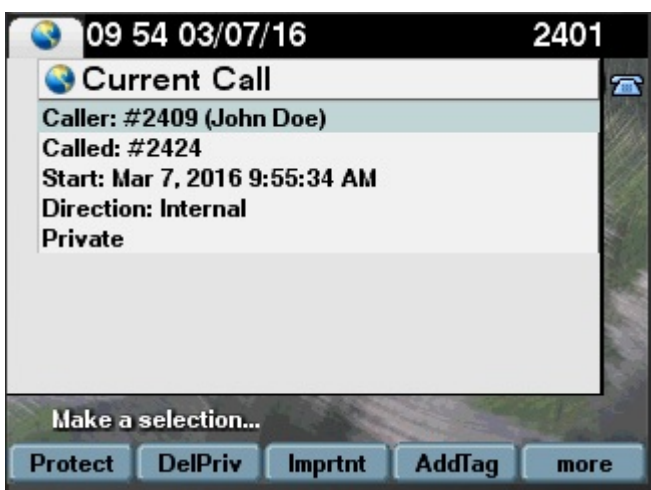 09 54 03/07/16 2401
Current Call
Caller: #2409 (John Doe)
Called: #2424
Start: Mar 7, 2016 9:55:34 AM
Direction: Internal
Private
Make a selection...
Protect DelPriv Imprtnt AddTag more